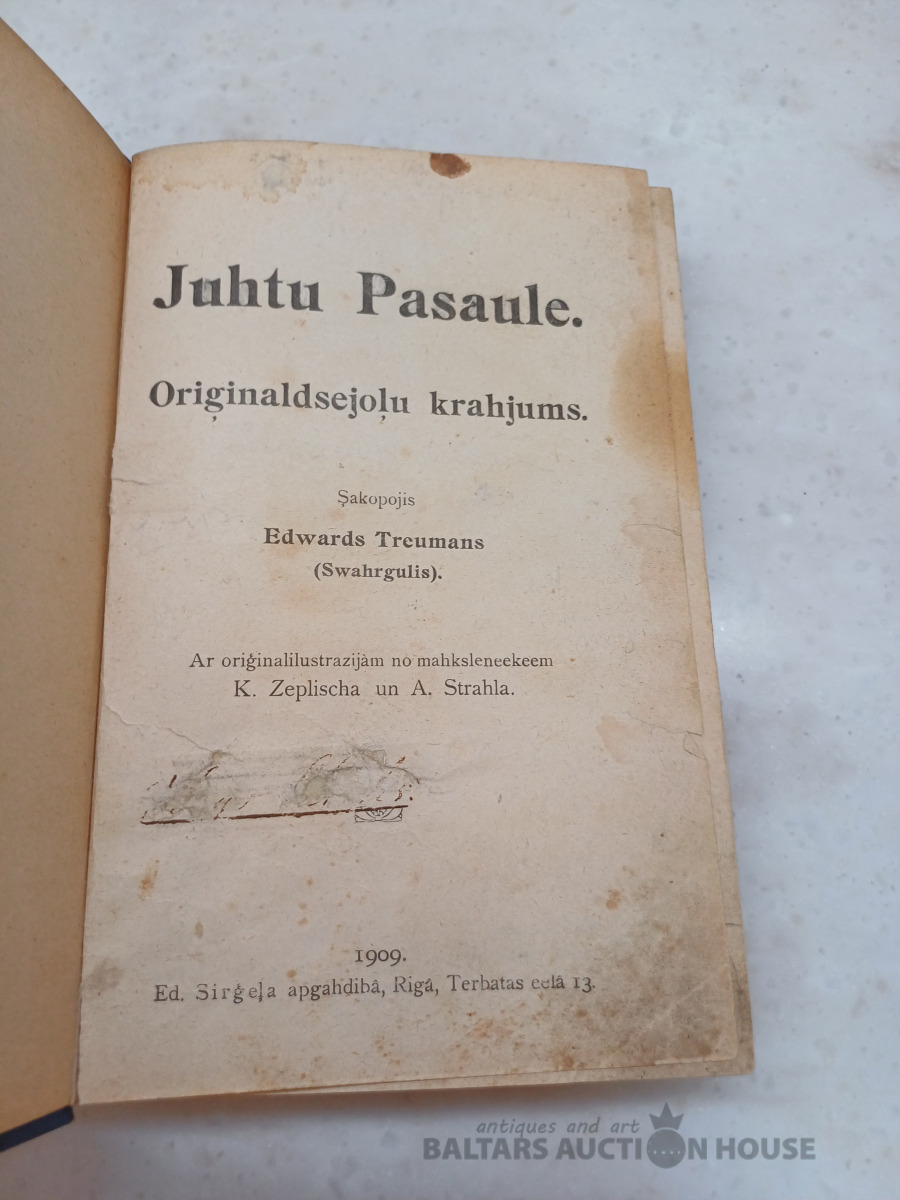 Juhtu Pasaule.
Oriģinaldsejoļu krahjums.
Şakopojis
Edwards Treumans
(Swahrgulis).
Ar oriģinalilustrazijàm no mahksleneekeem
K. Zeplischa un A. Strahla.
1909.
Ed. Sirģeļa apgahdibâ, Rigâ, Terbatas eelâ 13.
antiques and art
BALTARS AUCTION HOUSE